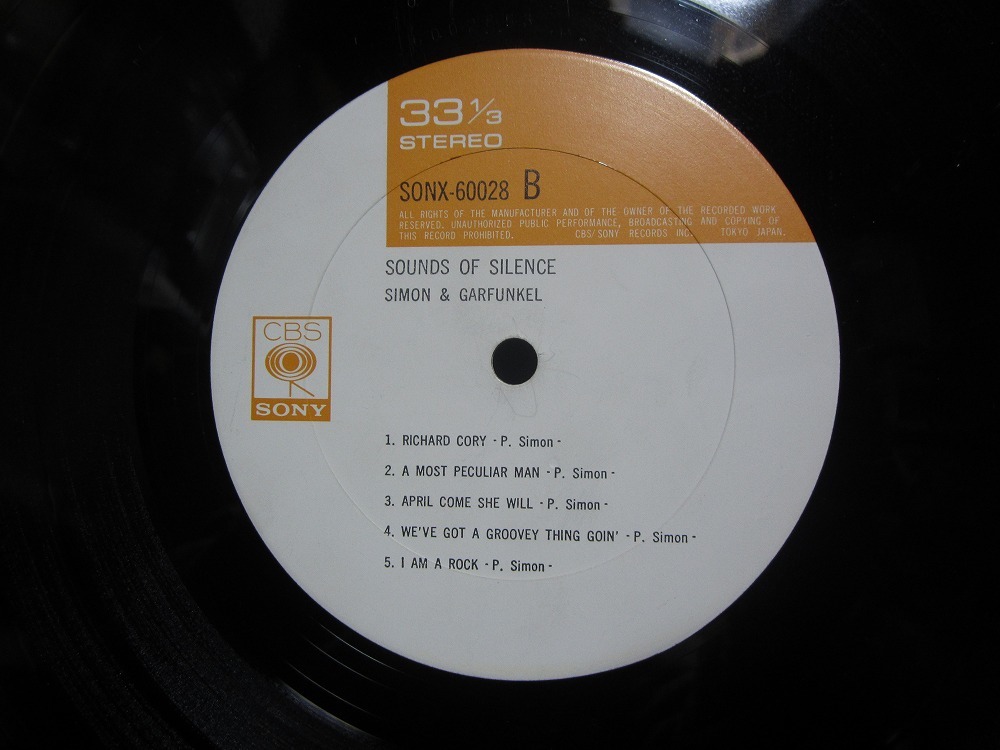 33 1/3
STEREO
SONX-60028 B
ALL RIGHTS OF THE MANUFACTURER AND OF THE OWNER OF THE RECORDED WORK
RESERVED. UNAUTHORIZED PUBLIC PERFORMANCE, BROADCASTING AND COPYING OF
THIS RECORD PROHIBITED. CBS/SONY RECORDS INC. TOKYO JAPAN.
SOUNDS OF SILENCE
SIMON & GARFUNKEL
CBS
SONY
1. RICHARD CORY - P. Simon -
2. A MOST PECULIAR MAN - P. Simon -
3. APRIL COME SHE WILL - P. Simon -
4. WE'VE GOT A GROOVEY THING GOIN' - P. Simon -
5. I AM A ROCK - P. Simon -